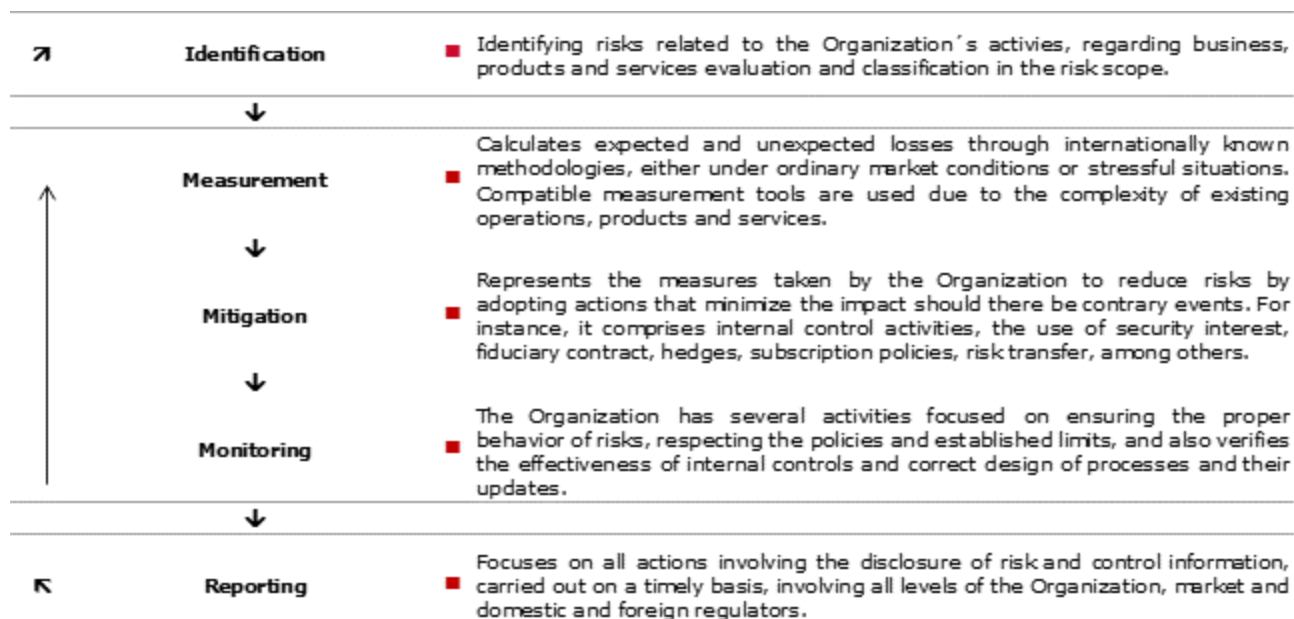 Identification
Identifying risks related to the Organization´s activies, regarding business,
products and services evaluation and classification in the risk scope.
Measurement
Calculates expected and unexpected losses through internationally known
methodologies, either under ordinary market conditions or stressful situations.
Compatible measurement tools are used due to the complexity of existing
operations, products and services.
Mitigation
Represents the measures taken by the Organization to reduce risks by
adopting actions that minimize the impact should there be contrary events. For
instance, it comprises internal control activities, the use of security interest,
fiduciary contract, hedges, subscription policies, risk transfer, among others.
Monitoring
The Organization has several activities focused on ensuring the proper
behavior of risks, respecting the policies and established limits, and also verifies
the effectiveness of internal controls and correct design of processes and their
updates.
Reporting
Focuses on all actions involving the disclosure of risk and control information,
carried out on a timely basis, involving all levels of the Organization, market and
domestic and foreign regulators.